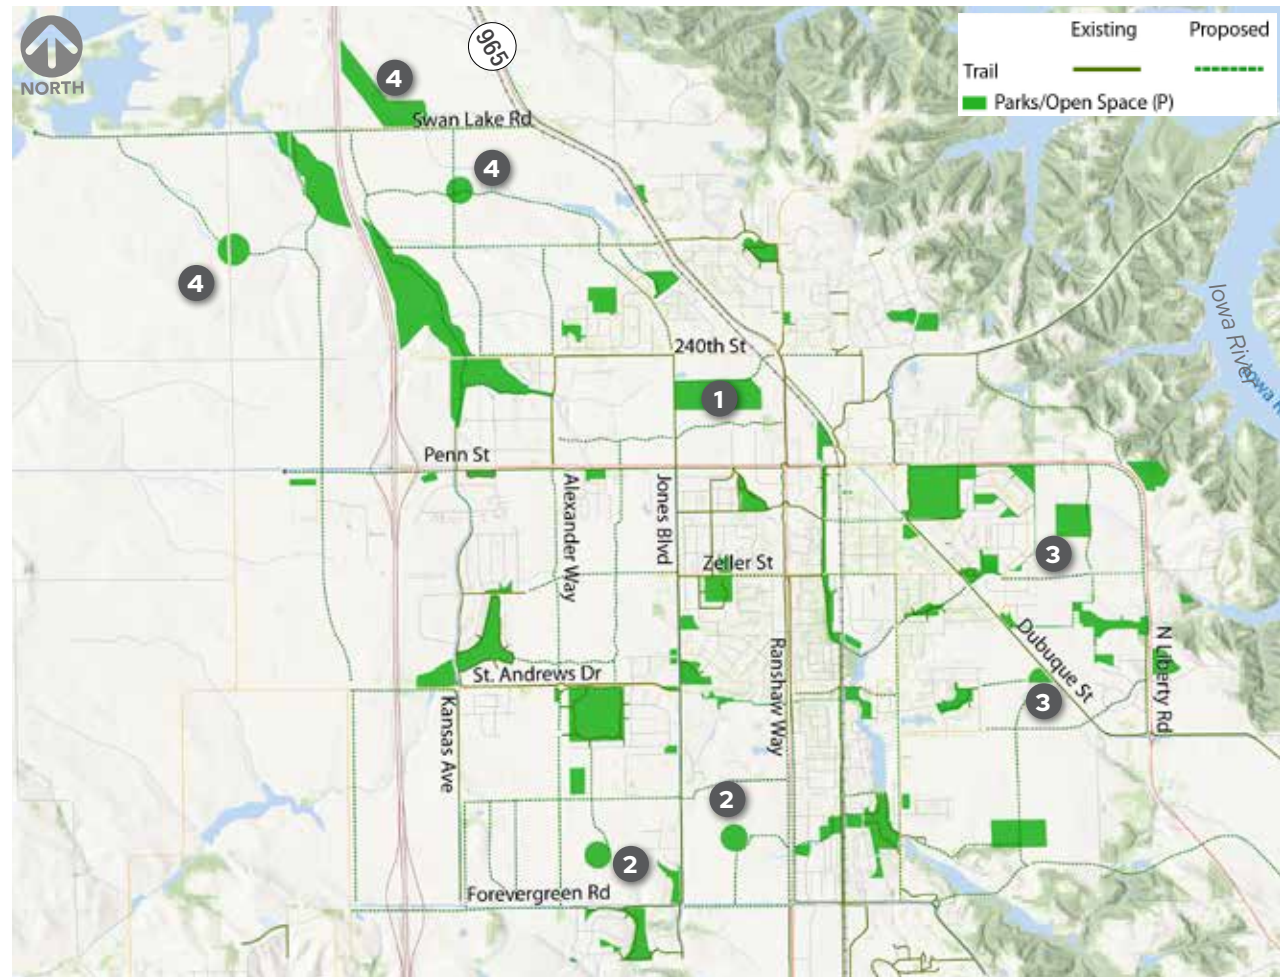 965
Existing
Proposed
Trail
Parks/Open Space (P)
NORTH
4
Swan Lake Rd
4
4
Iowa River
240th St
1
Penn St
Alexander Way
Jones Blvd
Zeller St
3
Dubuque St
N Liberty Rd
Ranshaw Way
St. Andrews Dr
3
Kansas Ave
2
2
Forevergreen Rd